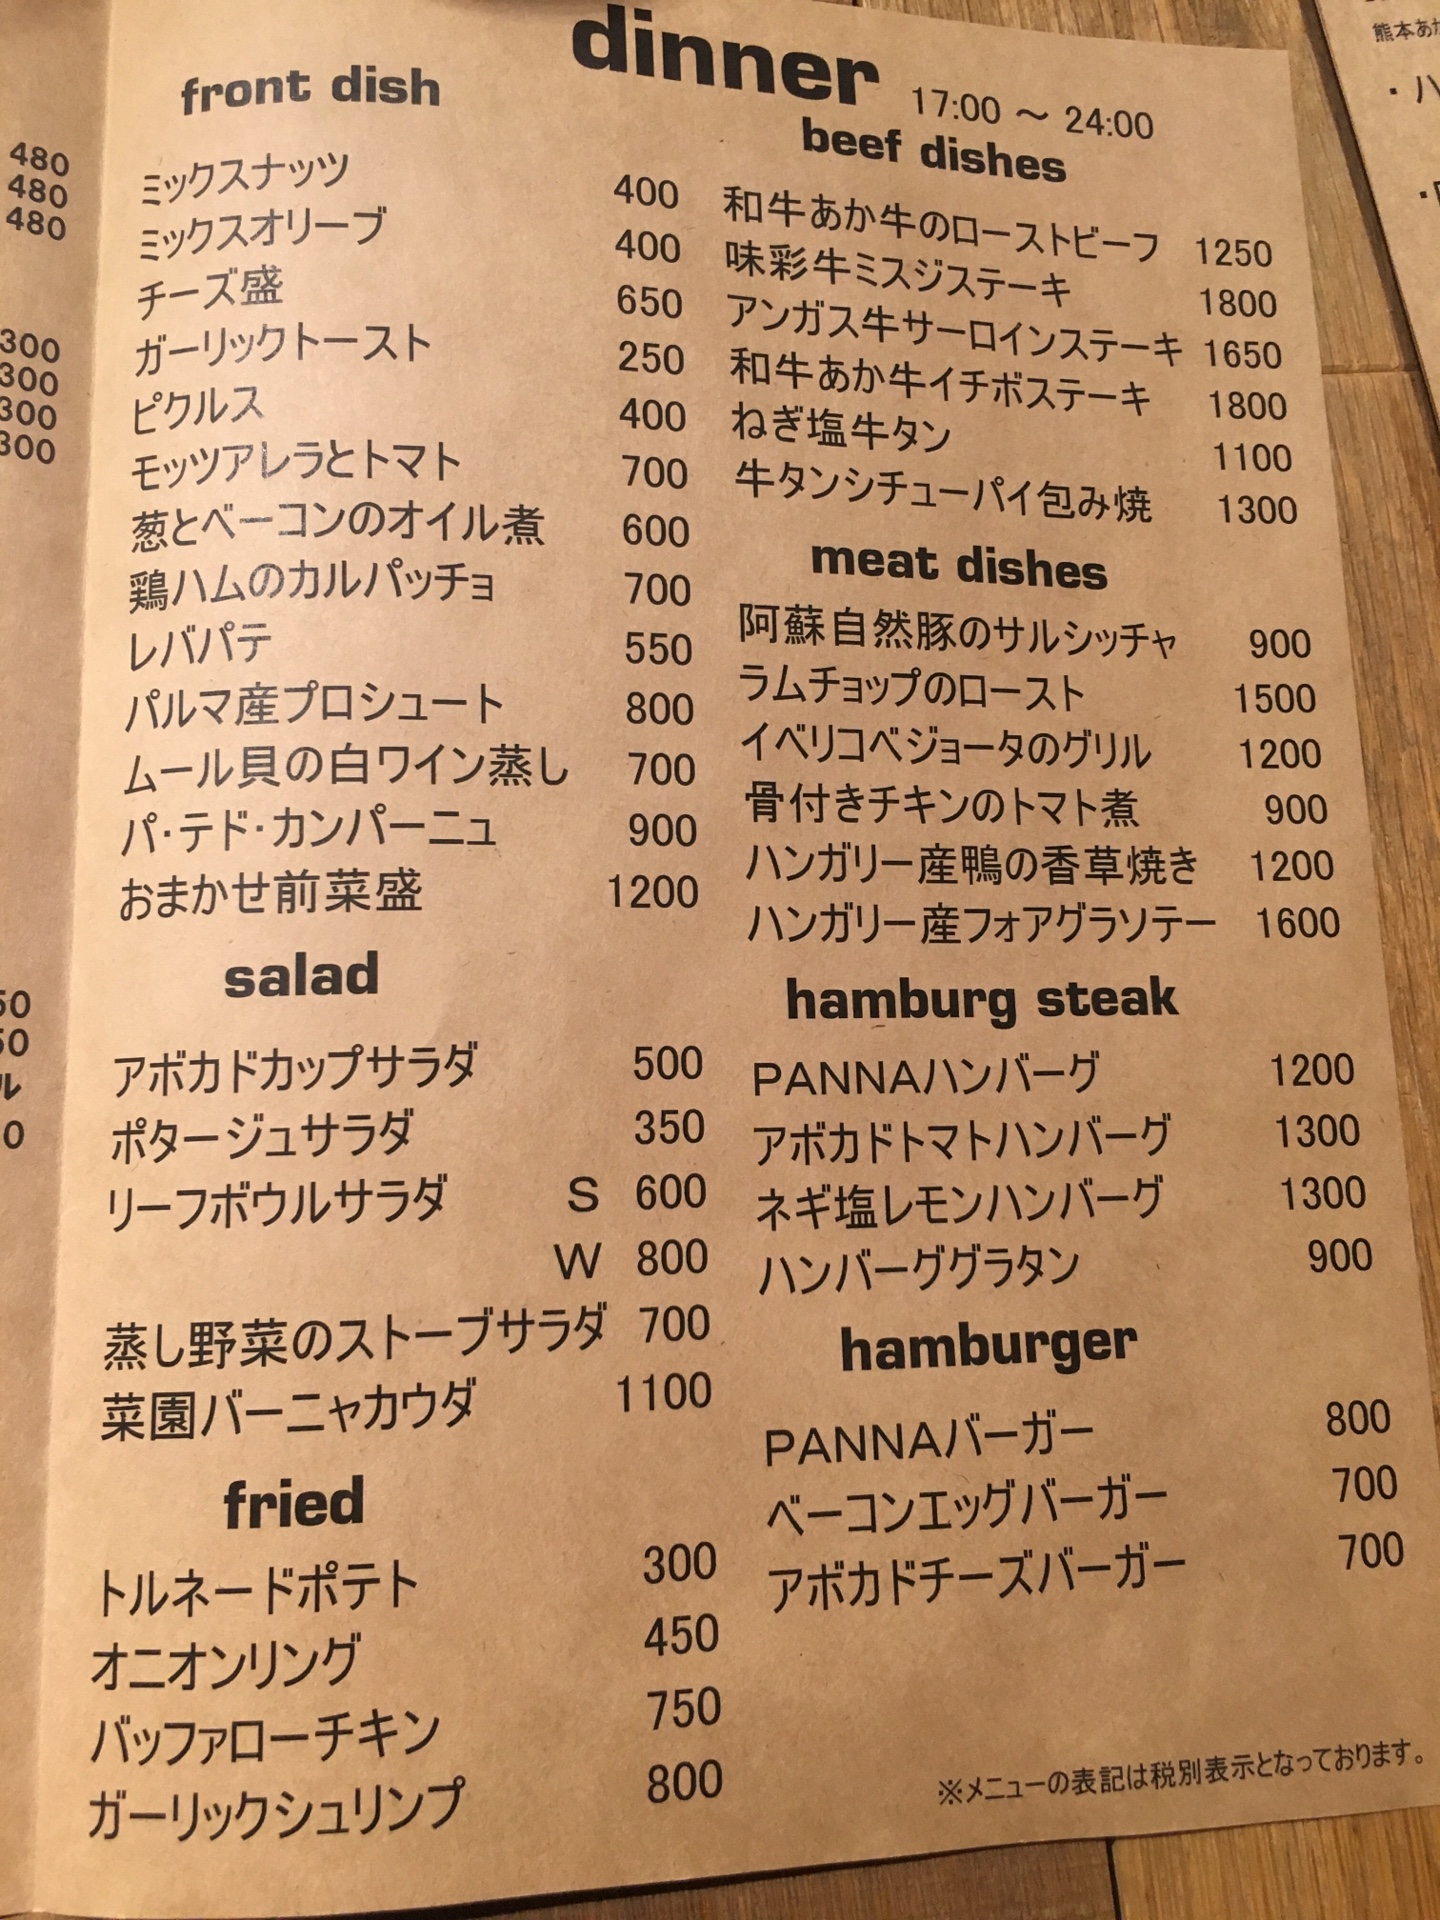 dinner
17:00 ～ 24:00
front dish
ミックスナッツ 400
ミックスオリーブ 400
チーズ盛 650
ガーリックトースト 250
ピクルス 400
モッツアレラとトマト 700
葱とベーコンのオイル煮 600
鶏ハムのカルパッチョ 700
レバパテ 550
パルマ産プロシュート 800
ムール貝の白ワイン蒸し 700
パ・テド・カンパーニュ 900
おまかせ前菜盛 1200
salad
アボカドカップサラダ 500
ポタージュサラダ 350
リーフボウルサラダ S 600
W 800
蒸し野菜のストーブサラダ 700
菜園バーニャカウダ 1100
fried
トルネードポテト 300
オニオンリング 450
バッファローチキン 750
ガーリックシュリンプ 800
beef dishes
和牛あか牛のローストビーフ 1250
味彩牛ミスジステーキ 1800
アンガス牛サーロインステーキ 1650
和牛あか牛イチボステーキ 1800
ねぎ塩牛タン 1100
牛タンシチューパイ包み焼 1300
meat dishes
阿蘇自然豚のサルシッチャ 900
ラムチョップのロースト 1500
イベリコベジョータのグリル 1200
骨付きチキンのトマト煮 900
ハンガリー産鴨の香草焼き 1200
ハンガリー産フォアグラソテー 1600
hamburg steak
PANNAハンバーグ 1200
アボカドトマトハンバーグ 1300
ネギ塩レモンハンバーグ 1300
ハンバーググラタン 900
hamburger
PANNAバーガー 800
ベーコンエッグバーガー 700
アボカドチーズバーガー 700
※メニューの表記は税別表示となっております。
480
480
480
300
300
300
300
熊本あか